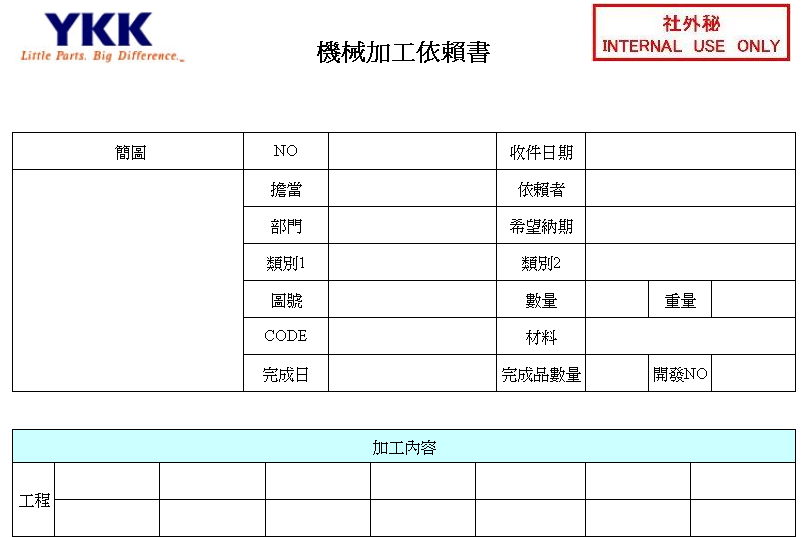 YKK
Little Parts. Big Difference.
機械加工依賴書
社外秘
INTERNAL USE ONLY
簡圖 NO 收件日期
擔當 依賴者
部門 希望納期
類別1 類別2
圖號 數量 重量
CODE 材料
完成日 完成品數量 開發NO
加工內容
工程